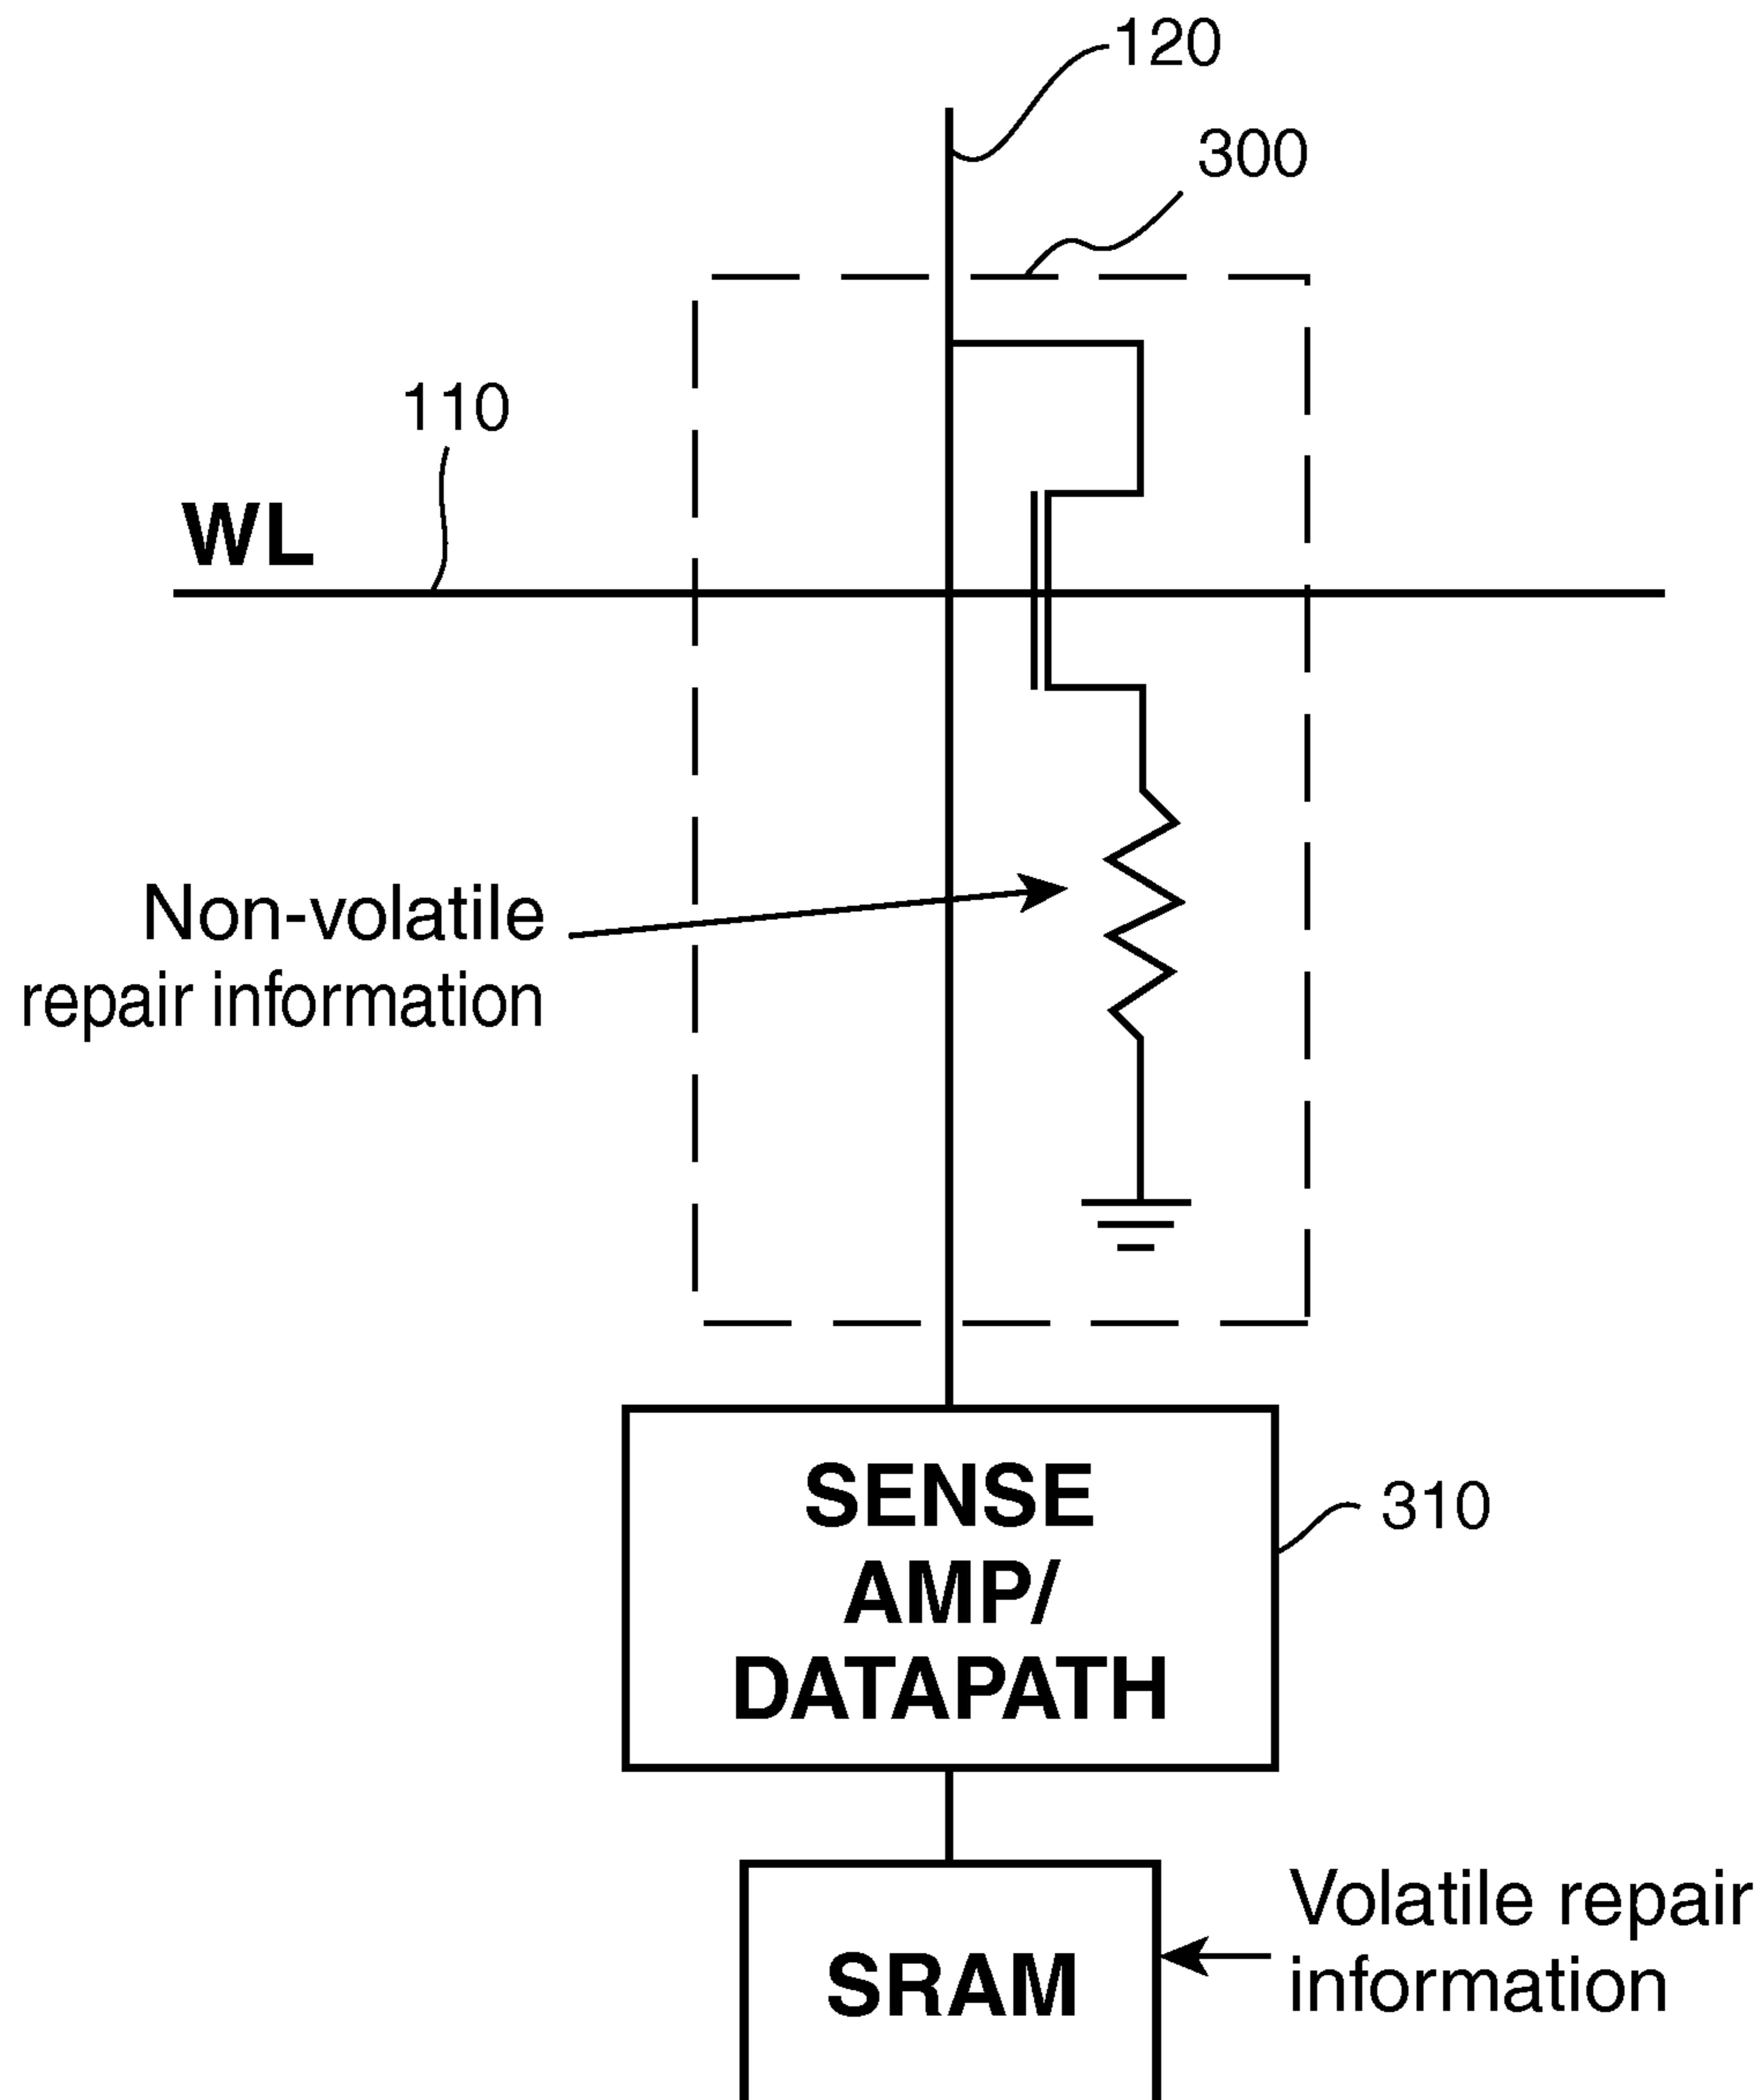 120
300
110
WL
Non-volatile
repair information
SENSE
AMP/
DATAPATH
310
SRAM
Volatile repair
information